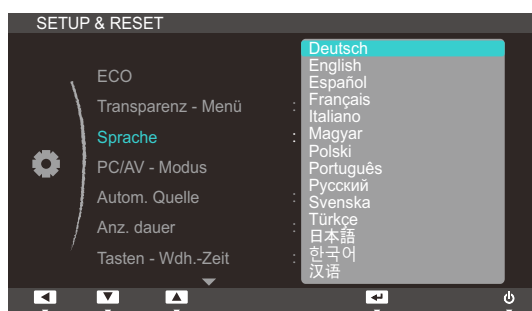 SETUP & RESET
ECO
Transparenz - Menü :
Sprache :
PC/AV - Modus
Autom. Quelle :
Anz. dauer :
Tasten - Wdh.-Zeit :
Deutsch
English
Español
Français
Italiano
Magyar
Polski
Português
Русский
Svenska
Türkçe
日本語
한국어
汉语